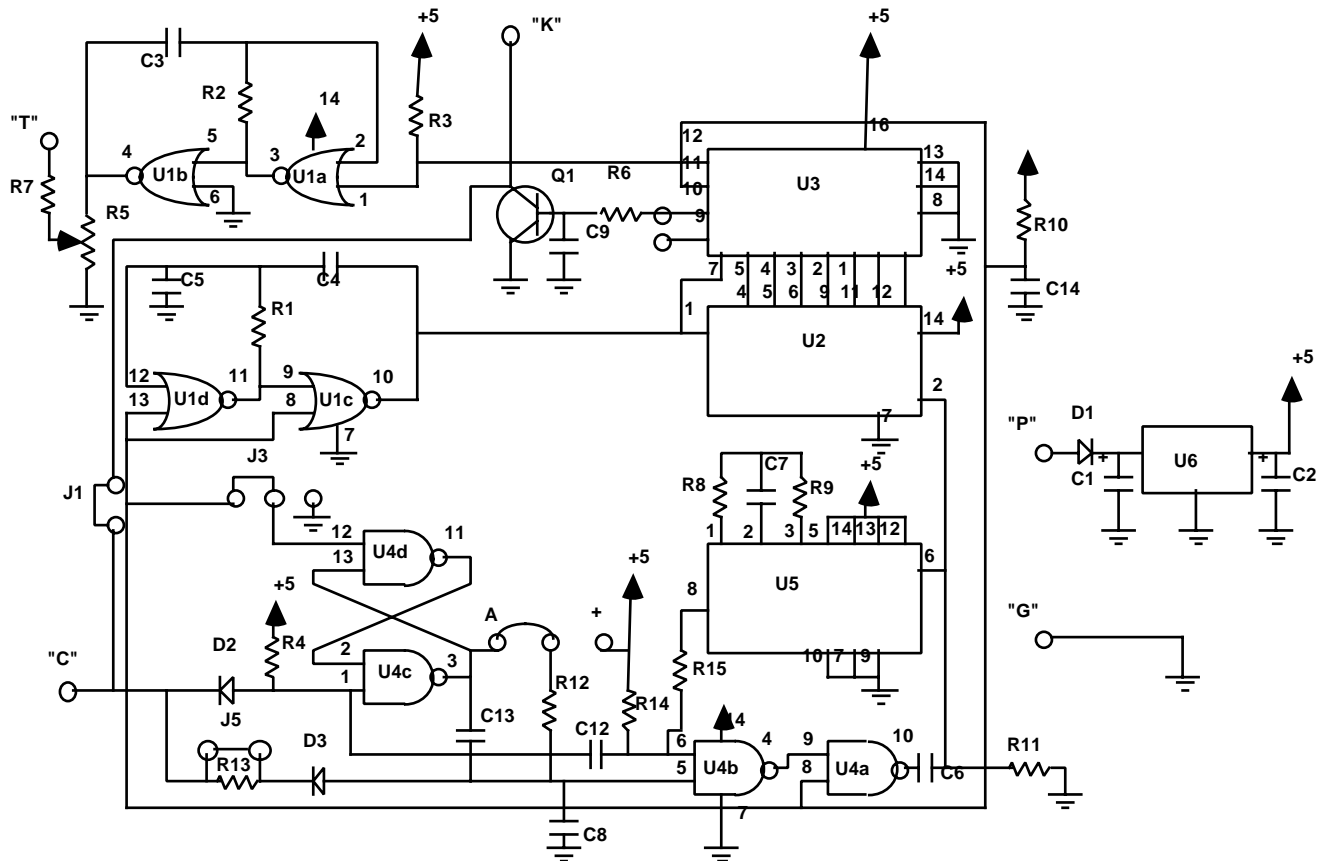 +5
"K"
+5
C3
R2
14
R3
"T"
4
5
3
2
12
16
U1b
U1a
11
13
R7
6
1
Q1
R6
10
U3
14
R5
9
8
R10
C9
C5
C4
7
5
4
3
2
1
+5
C14
R1
4
5
6
9
11
12
1
14
U2
12
11
9
10
2
U1d
U1c
13
8
7
7
+5
"P"
D1
J3
C7
+5
+
U6
+
J1
R8
R9
C1
C2
12
11
1
2
3
5
14
13
12
U4d
13
+5
6
+5
8
U5
A
+
"G"
D2
R4
2
3
10
7
9
"C"
U4c
R15
1
R12
J5
C13
R14
C12
14
D3
6
4
9
10
R11
R13
5
U4b
8
U4a
C6
7
C8